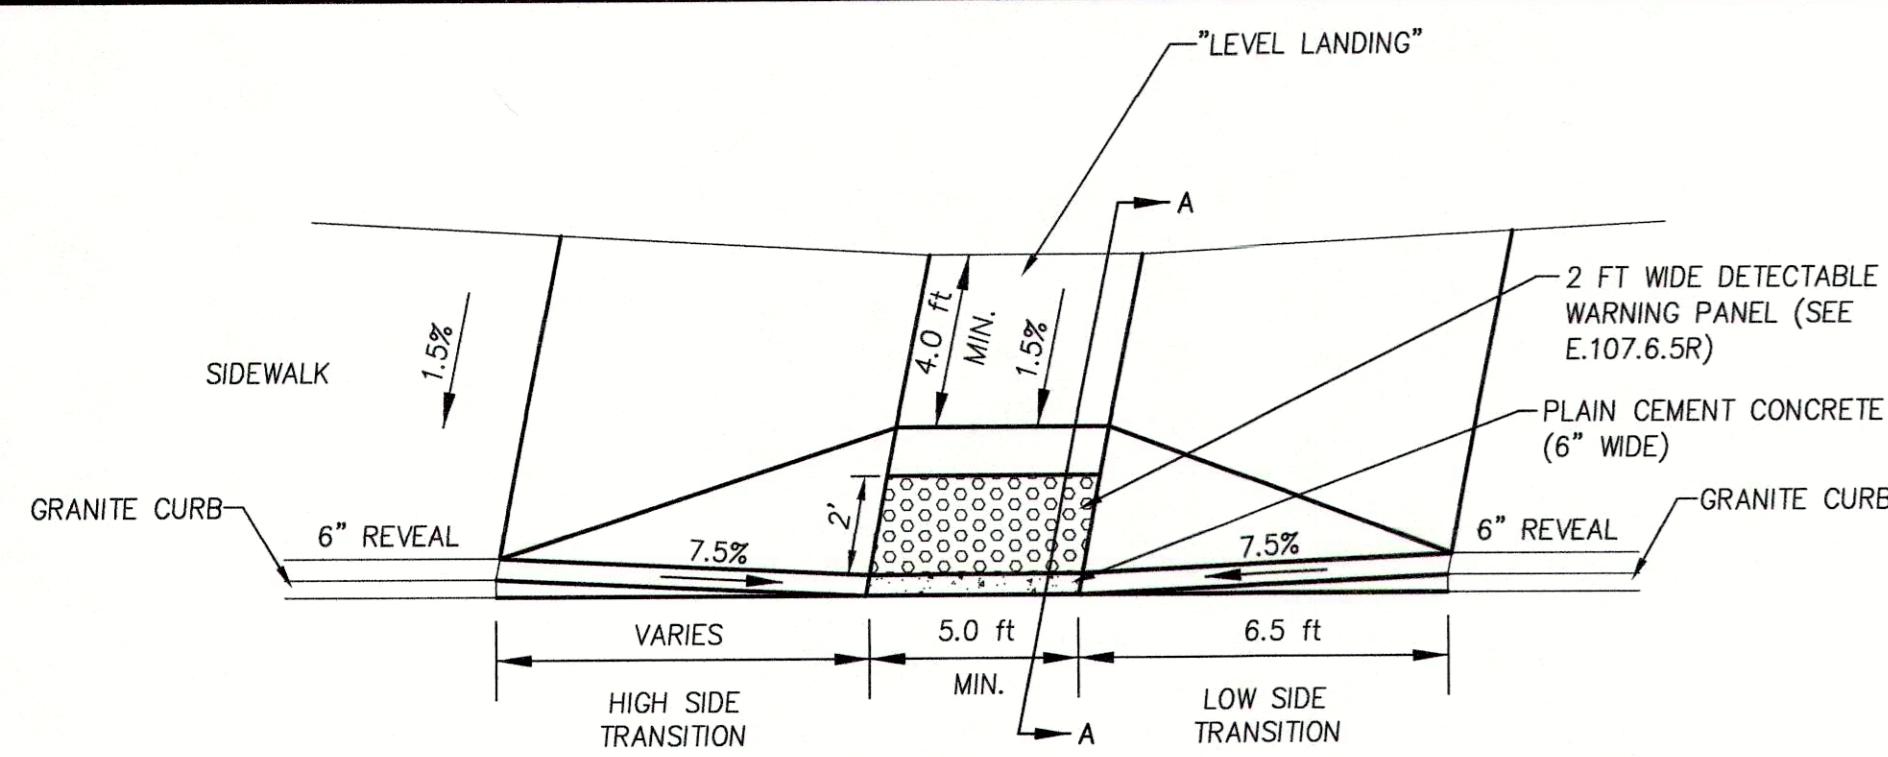 "LEVEL LANDING"
A
2 FT WIDE DETECTABLE
WARNING PANEL (SEE
E.107.6.5R)
4.0 ft
MIN.
1.5%
1.5%
SIDEWALK
PLAIN CEMENT CONCRETE
(6" WIDE)
GRANITE CURB
6" REVEAL
2'
7.5%
7.5%
6" REVEAL
GRANITE CURB
VARIES
5.0 ft
6.5 ft
MIN.
HIGH SIDE
TRANSITION
LOW SIDE
TRANSITION
A